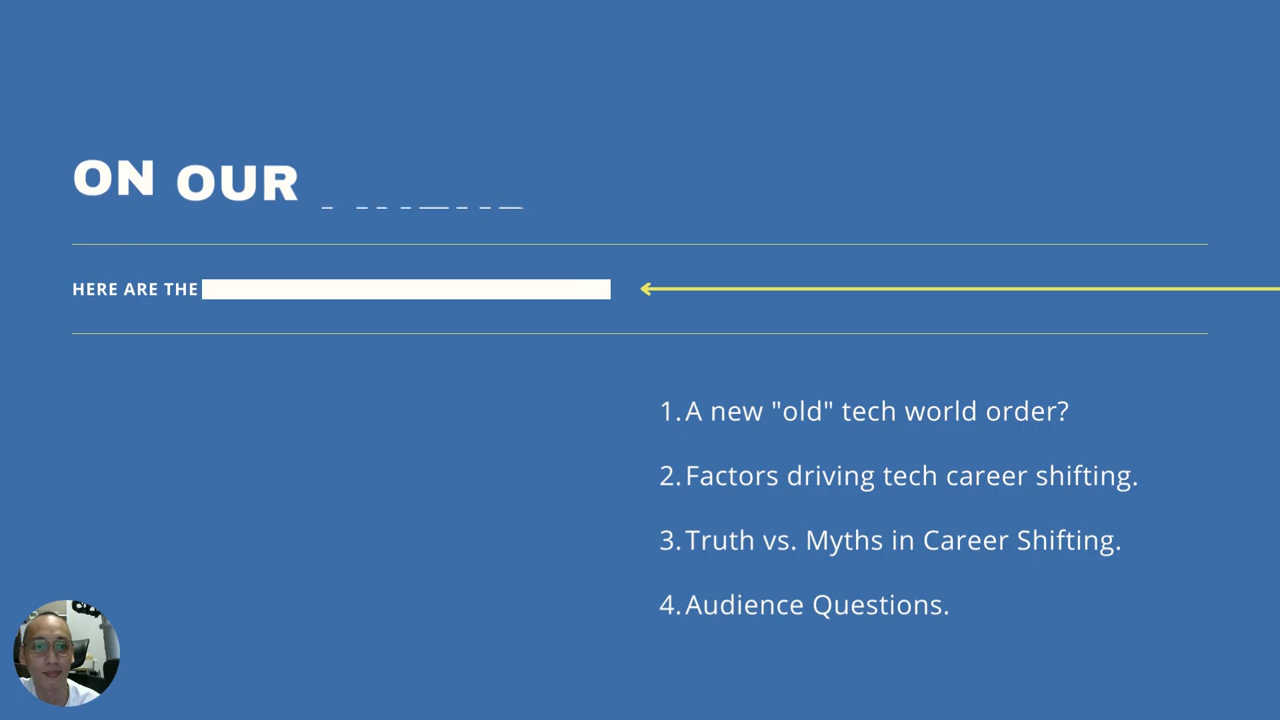 ON OUR
HERE ARE THE
1. A new "old" tech world order?
2. Factors driving tech career shifting.
3. Truth vs. Myths in Career Shifting.
4. Audience Questions.